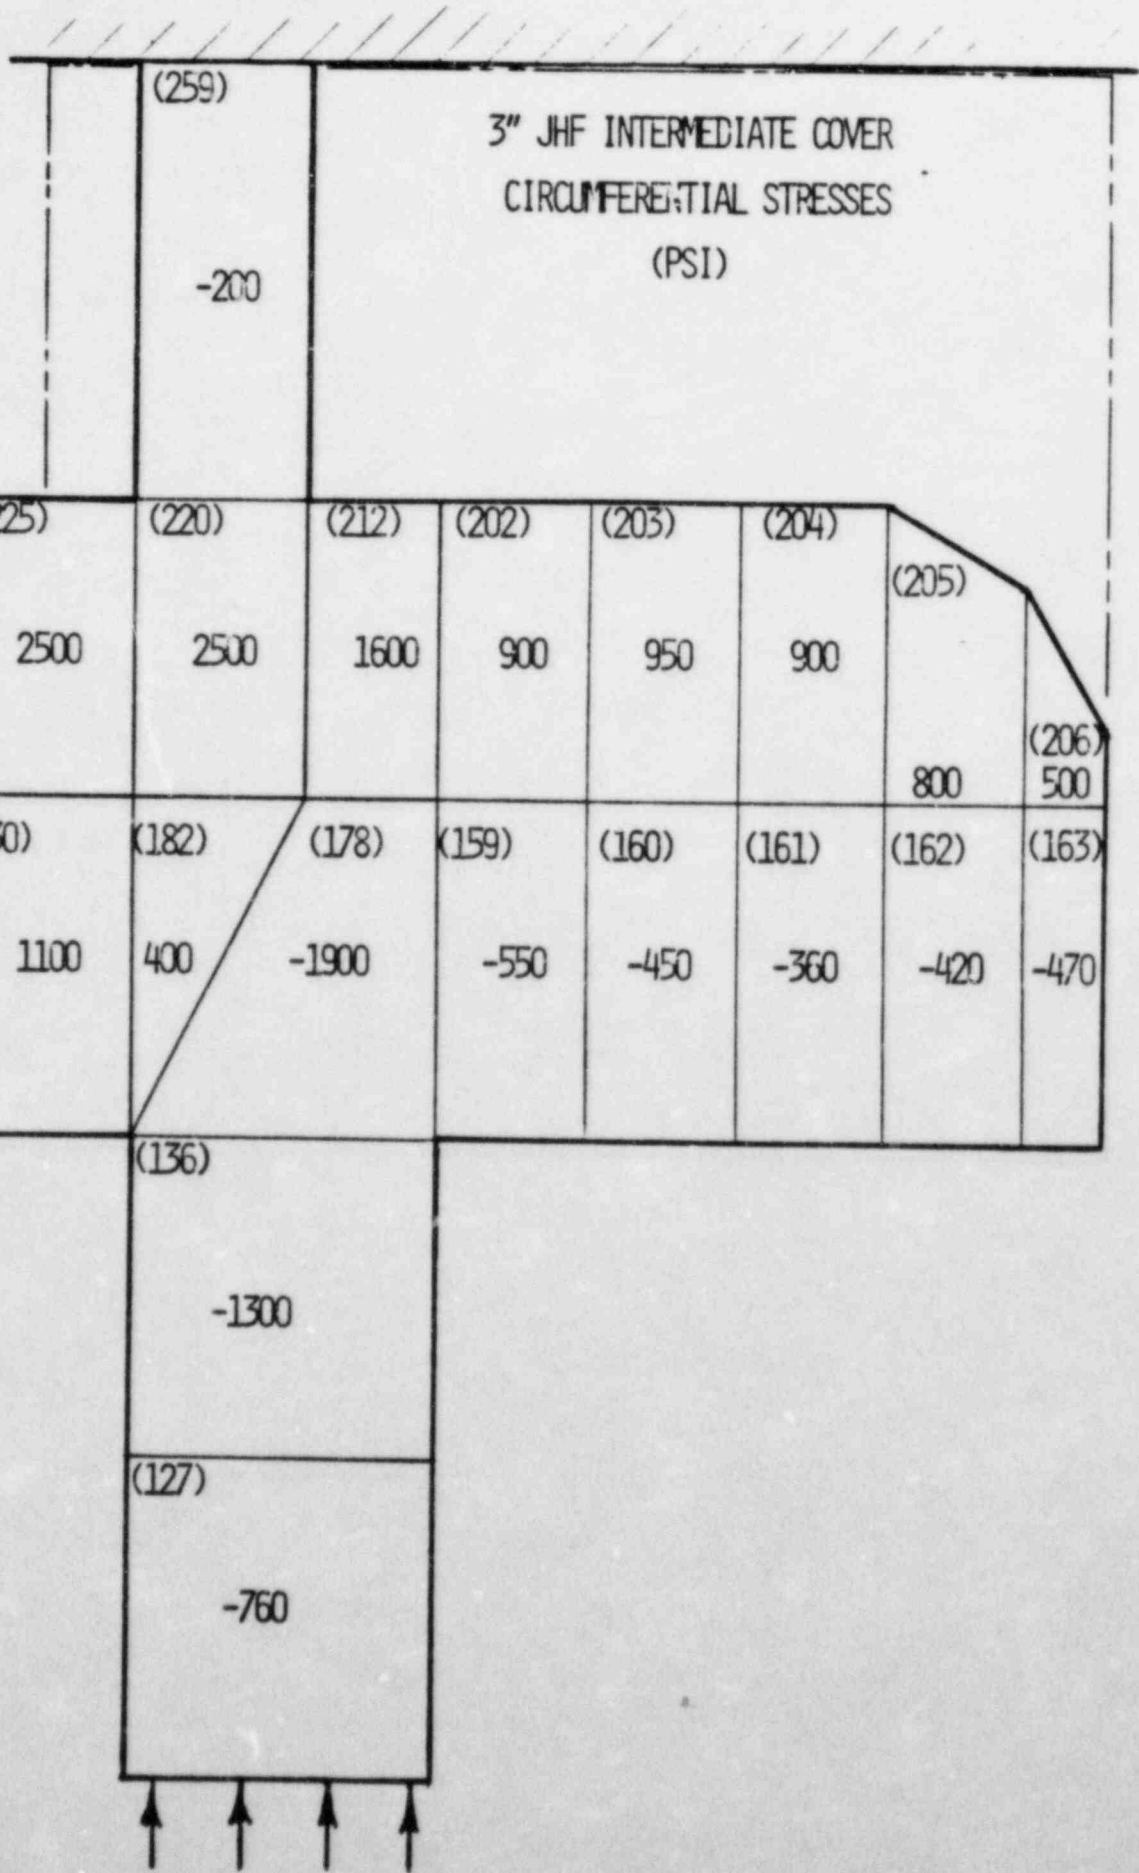 (259)
3" JHF INTERMEDIATE COVER
CIRCUMFERENTIAL STRESSES
(PSI)
-200
25) (220) (212) (202) (203) (204)
(205)
2500 2500 1600 900 950 900
(206)
800 500
0) (182) (178) (159) (160) (161) (162) (163)
1100 400 -1900 -550 -450 -360 -420 -470
(136)
-1300
(127)
-760